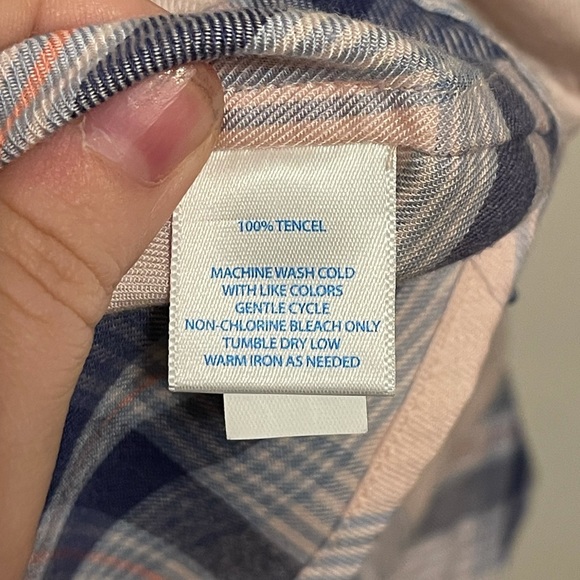 100% TENCEL
MACHINE WASH COLD
WITH LIKE COLORS
GENTLE CYCLE
NON-CHLORINE BLEACH ONLY
TUMBLE DRY LOW
WARM IRON AS NEEDED